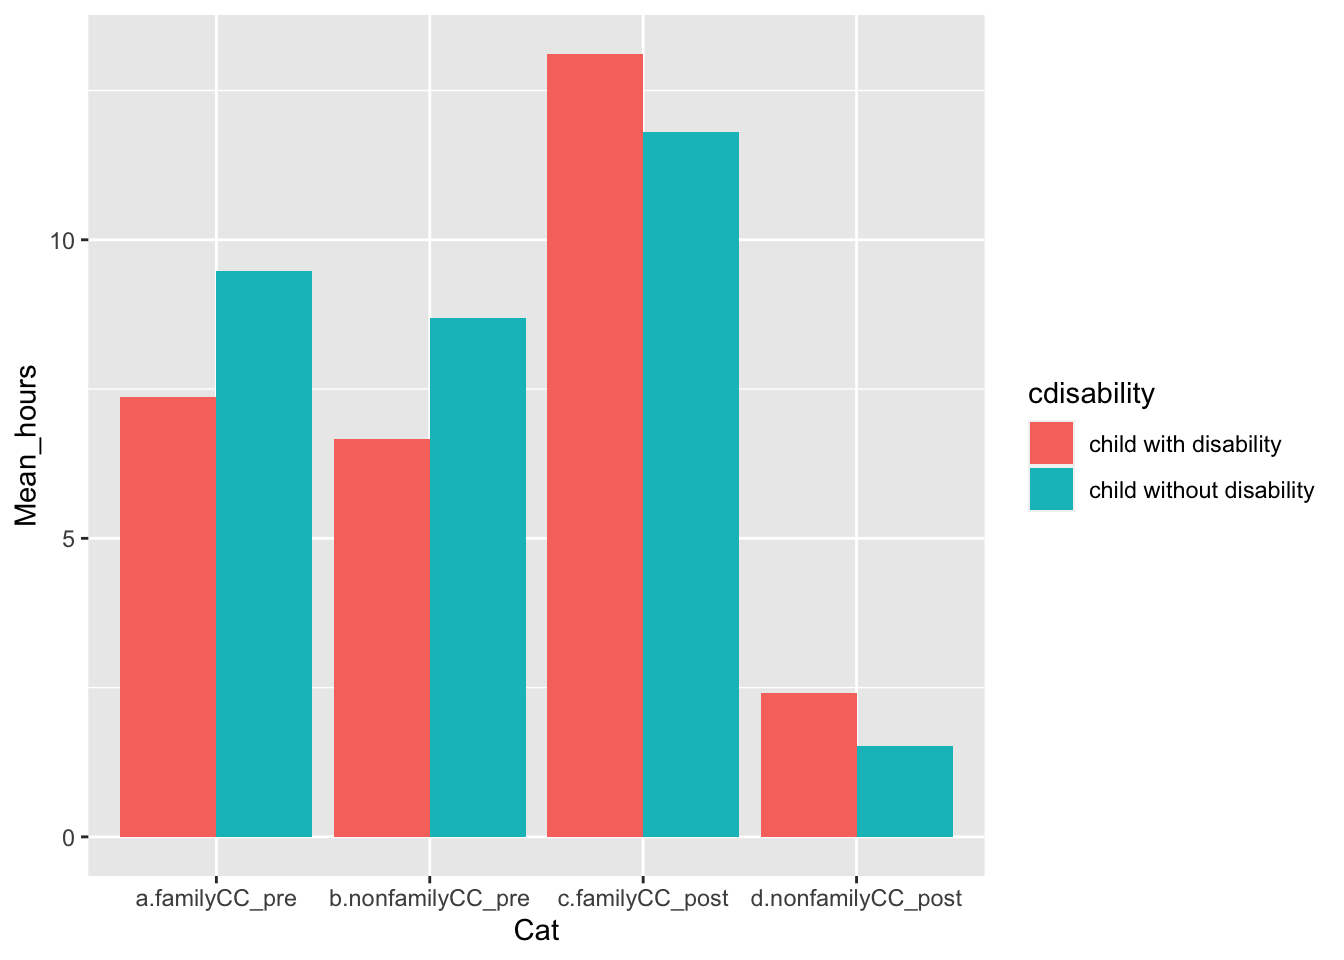 Mean_hours
10
5
0
a.familyCC_pre b.nonfamilyCC_pre c.familyCC_post d.nonfamilyCC_post
Cat
cdisability
child with disability
child without disability